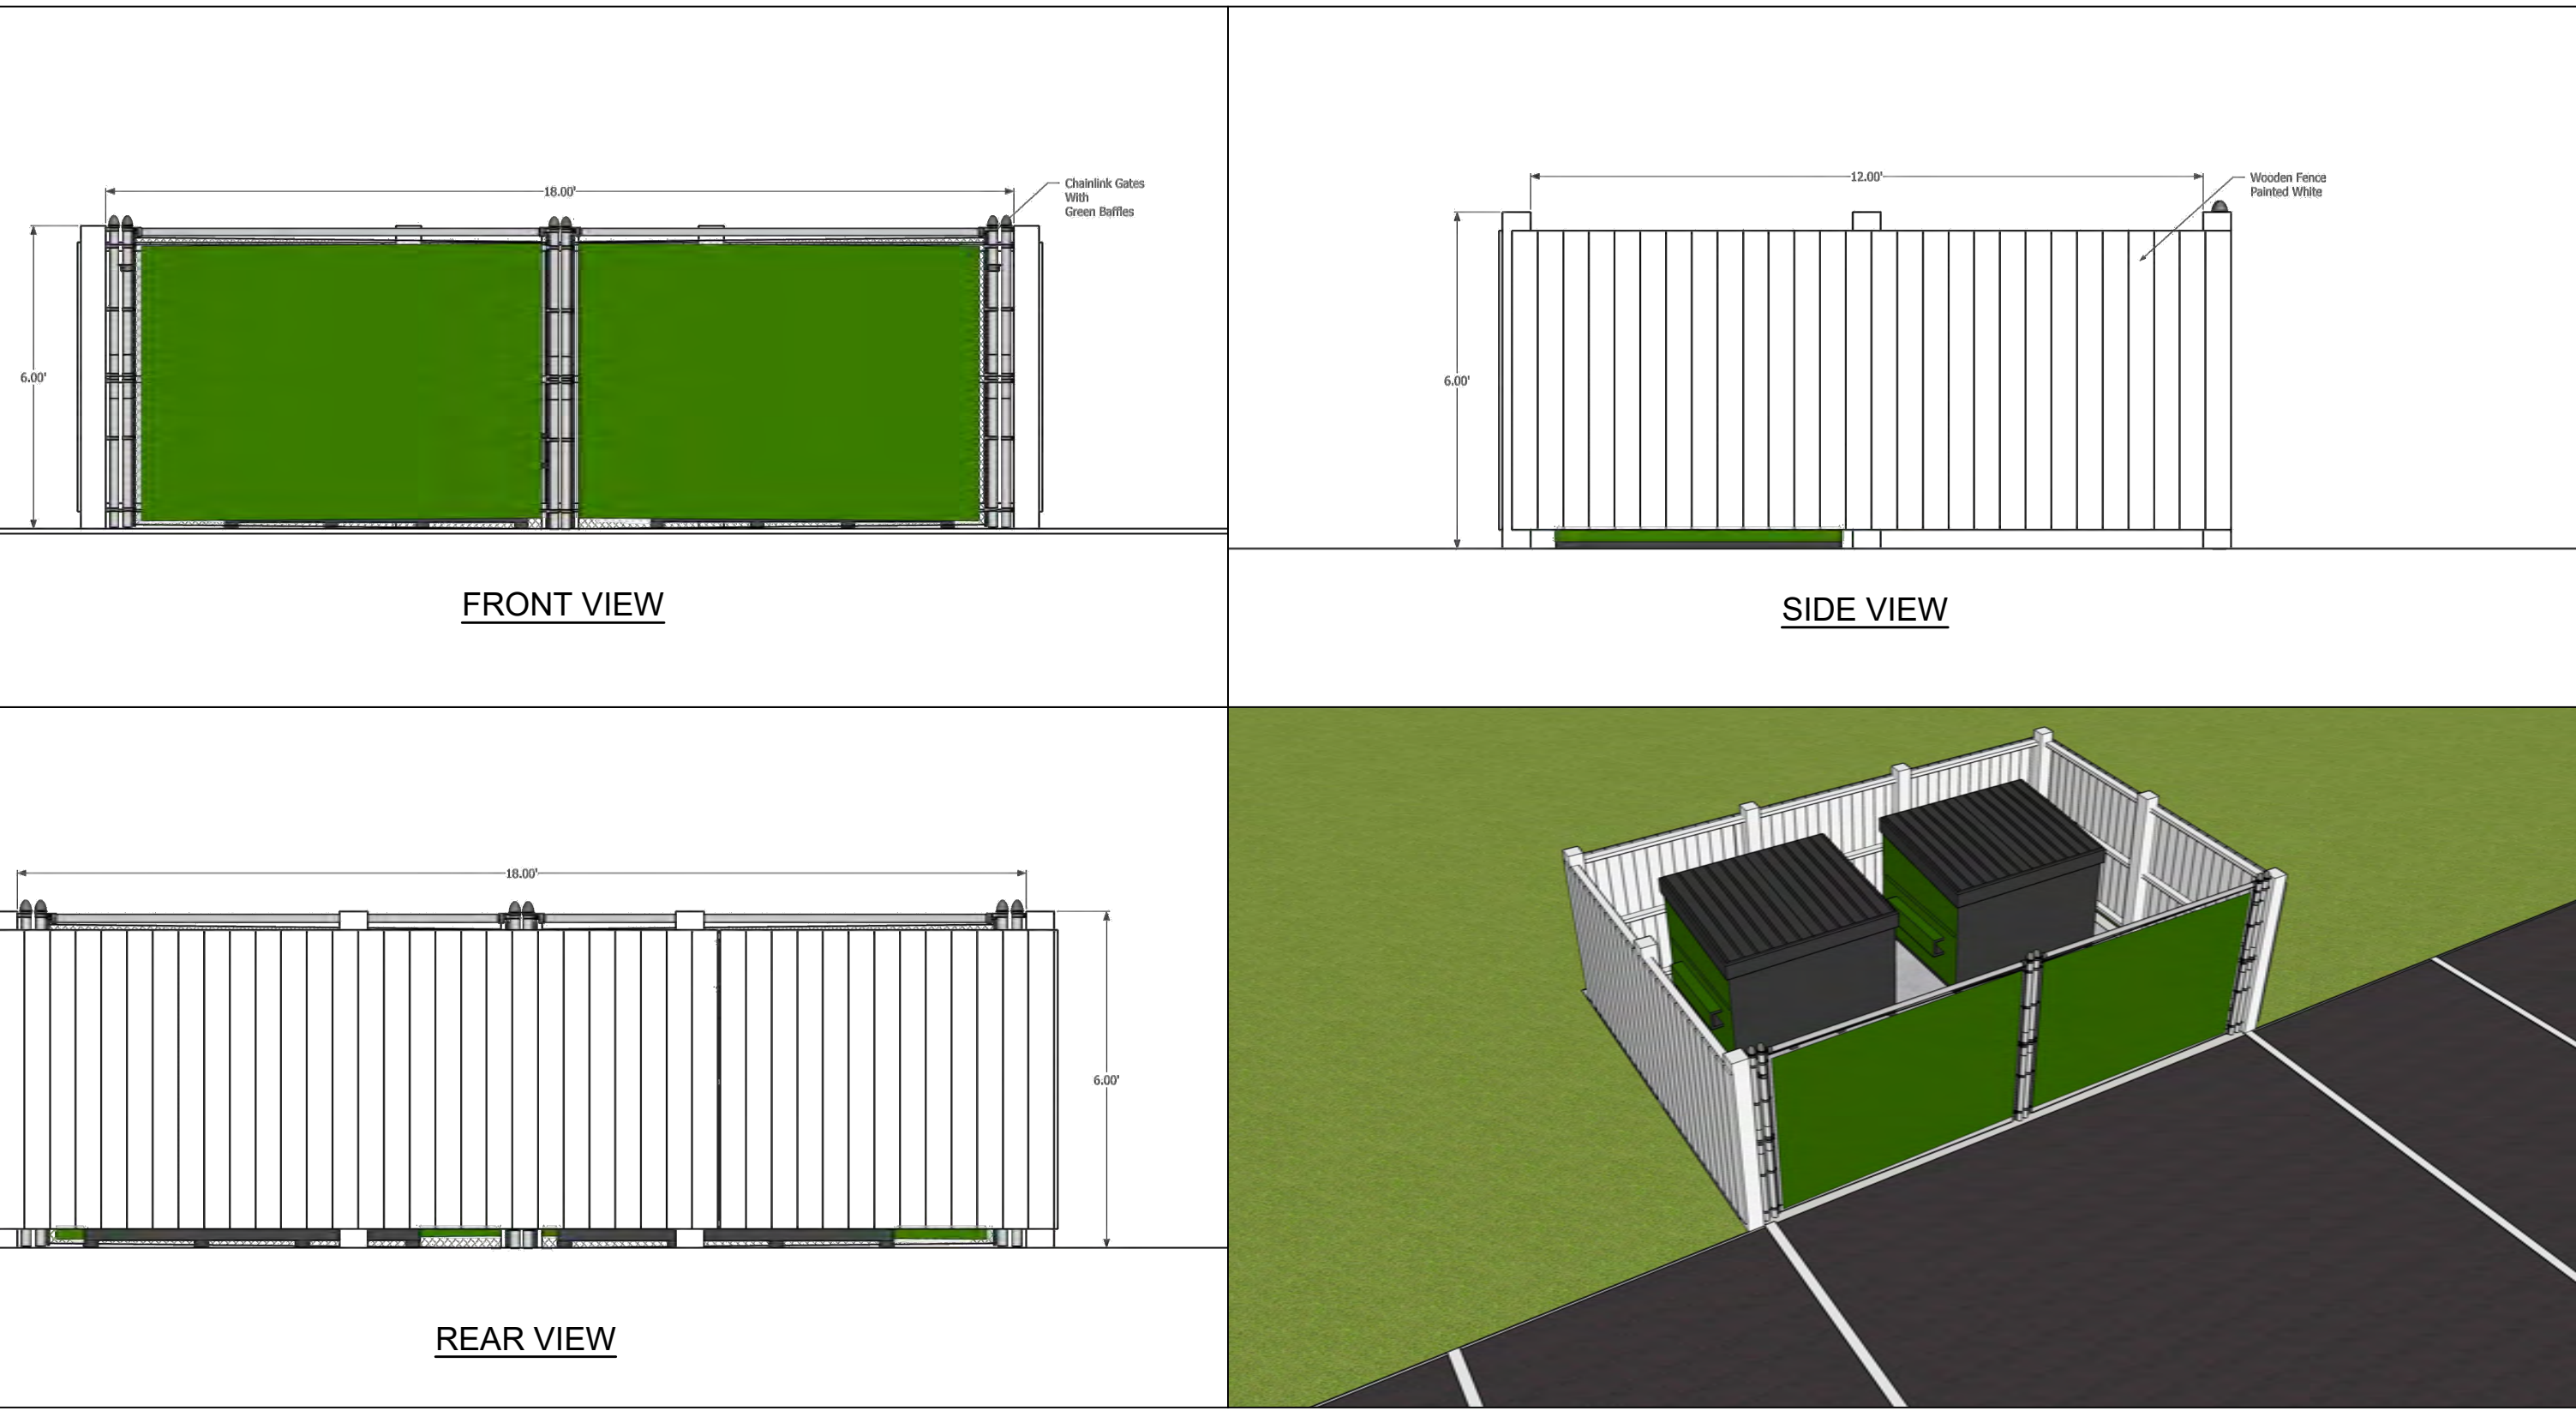 18.00'
Chainlink Gates
With
Green Baffles
6.00'
FRONT VIEW
12.00'
Wooden Fence
Painted White
6.00'
SIDE VIEW
18.00'
6.00'
REAR VIEW